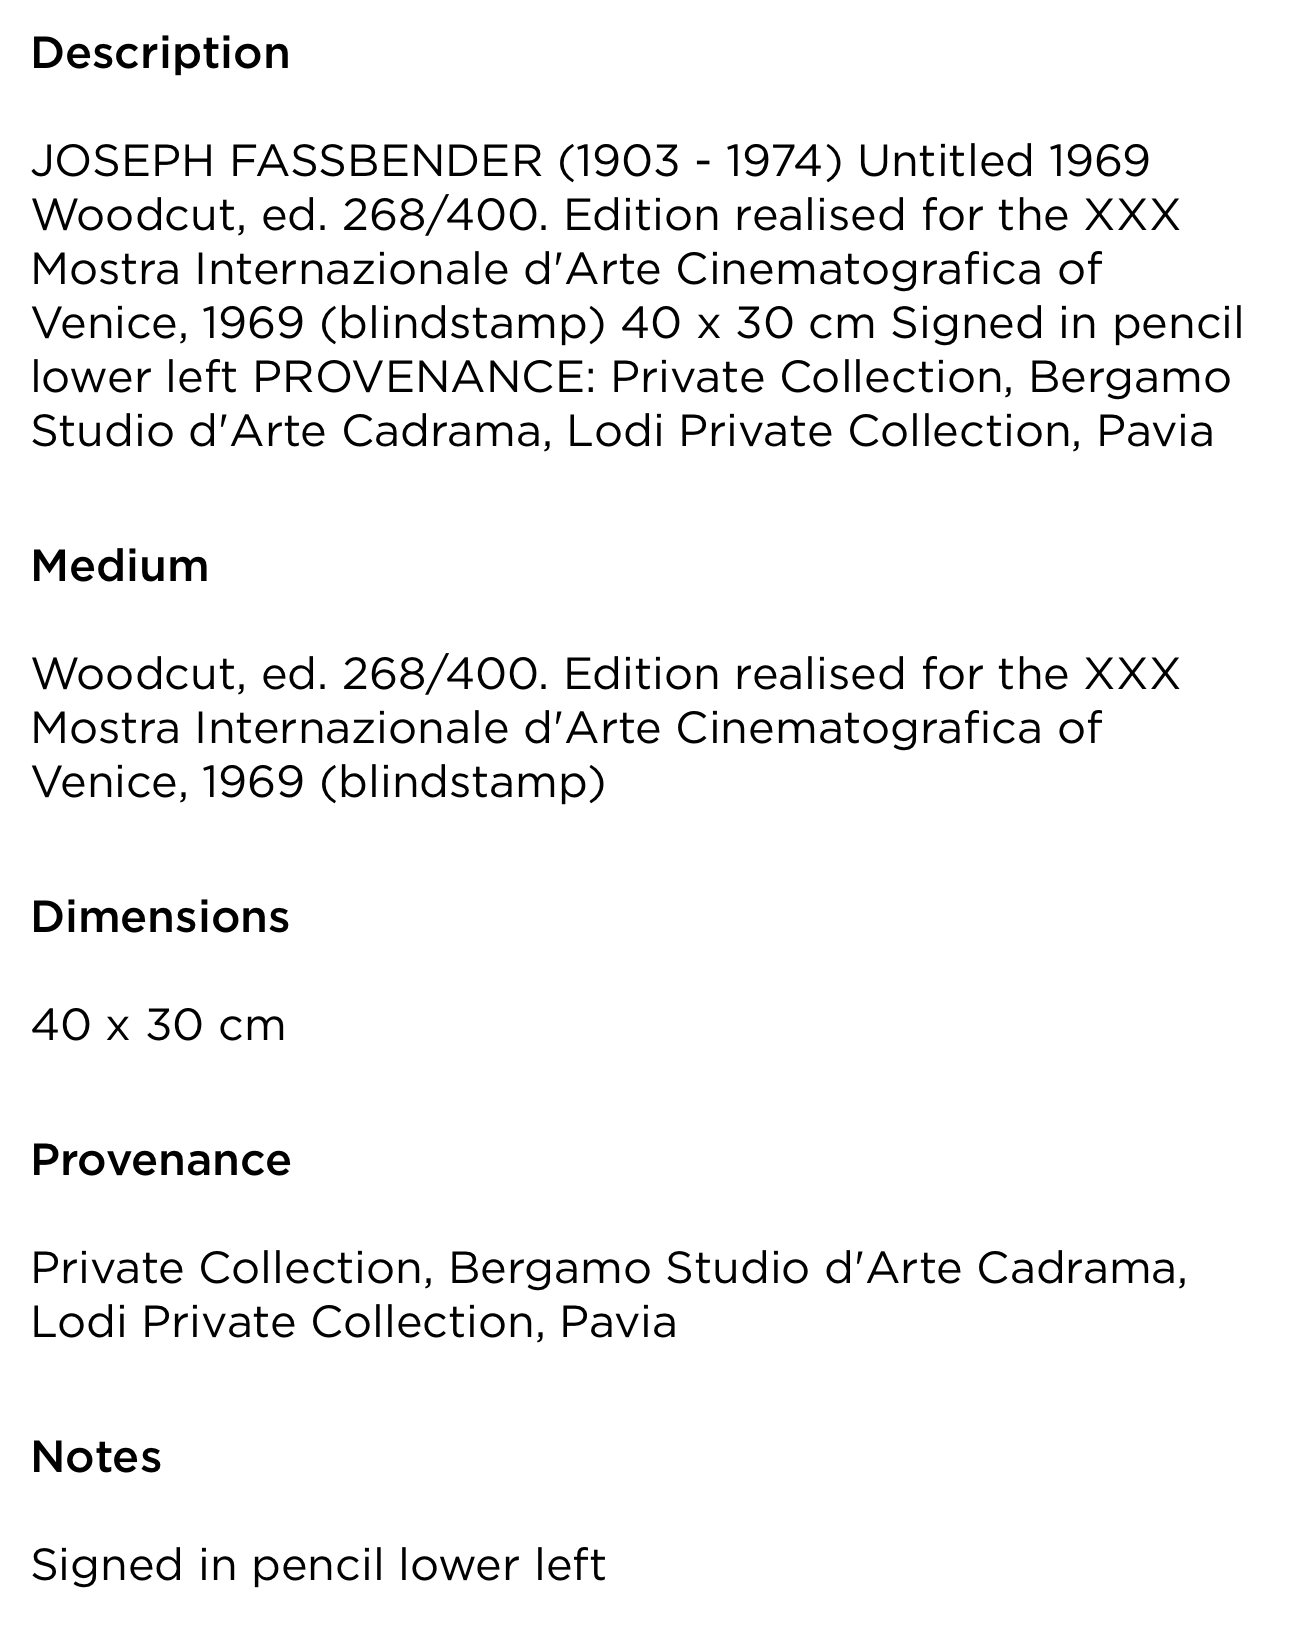 Description
JOSEPH FASSBENDER (1903 - 1974) Untitled 1969
Woodcut, ed. 268/400. Edition realised for the XXX
Mostra Internazionale d'Arte Cinematografica of
Venice, 1969 (blindstamp) 40 x 30 cm Signed in pencil
lower left PROVENANCE: Private Collection, Bergamo
Studio d'Arte Cadrama, Lodi Private Collection, Pavia
Medium
Woodcut, ed. 268/400. Edition realised for the XXX
Mostra Internazionale d'Arte Cinematografica of
Venice, 1969 (blindstamp)
Dimensions
40 x 30 cm
Provenance
Private Collection, Bergamo Studio d'Arte Cadrama,
Lodi Private Collection, Pavia
Notes
Signed in pencil lower left